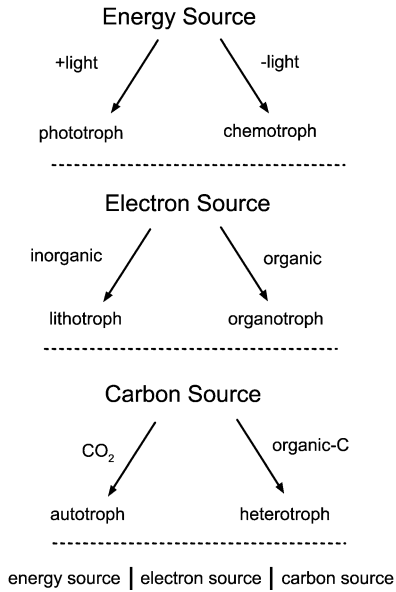 Energy Source
+light
-light
phototroph
chemotroph
Electron Source
inorganic
organic
lithotroph
organotroph
Carbon Source
CO₂
organic-C
autotroph
heterotroph
energy source | electron source | carbon source